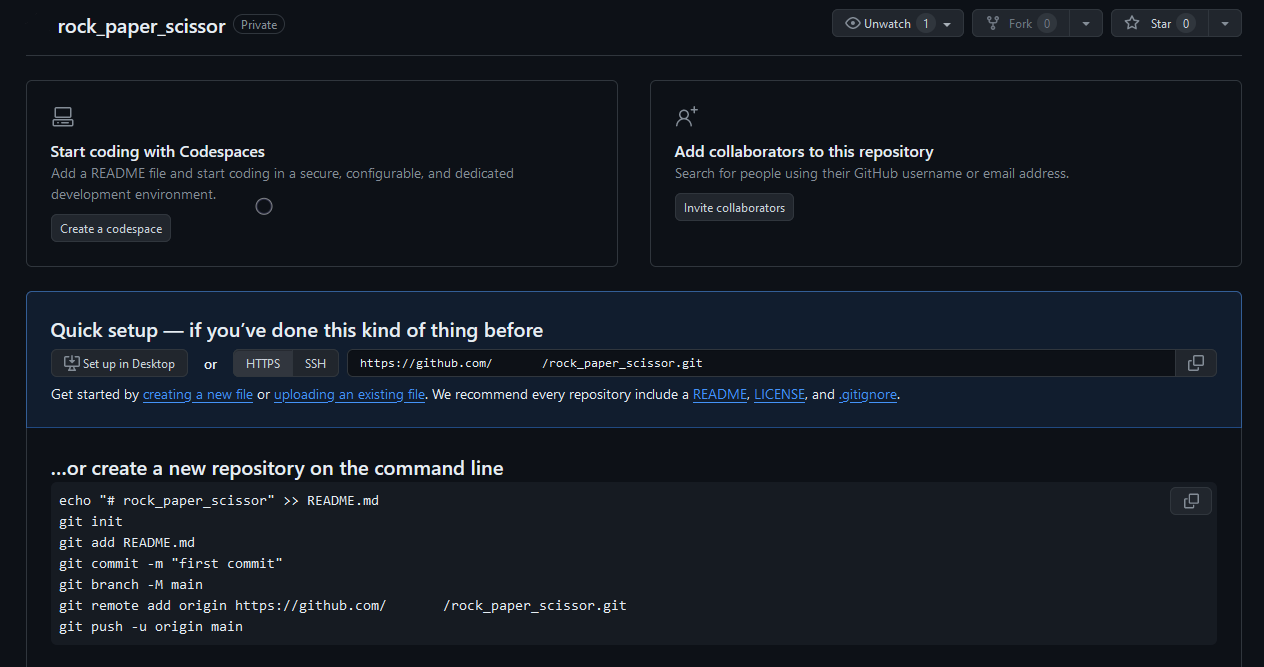 rock_paper_scissor Private
Unwatch 1
Fork 0
Star 0
Start coding with Codespaces
Add a README file and start coding in a secure, configurable, and dedicated
development environment.
Create a codespace
Add collaborators to this repository
Search for people using their GitHub username or email address.
Invite collaborators
Quick setup — if you’ve done this kind of thing before
Set up in Desktop or HTTPS SSH https://github.com/ /rock_paper_scissor.git
Get started by creating a new file or uploading an existing file. We recommend every repository include a README, LICENSE, and .gitignore.
…or create a new repository on the command line
echo "# rock_paper_scissor" >> README.md
git init
git add README.md
git commit -m "first commit"
git branch -M main
git remote add origin https://github.com/ /rock_paper_scissor.git
git push -u origin main